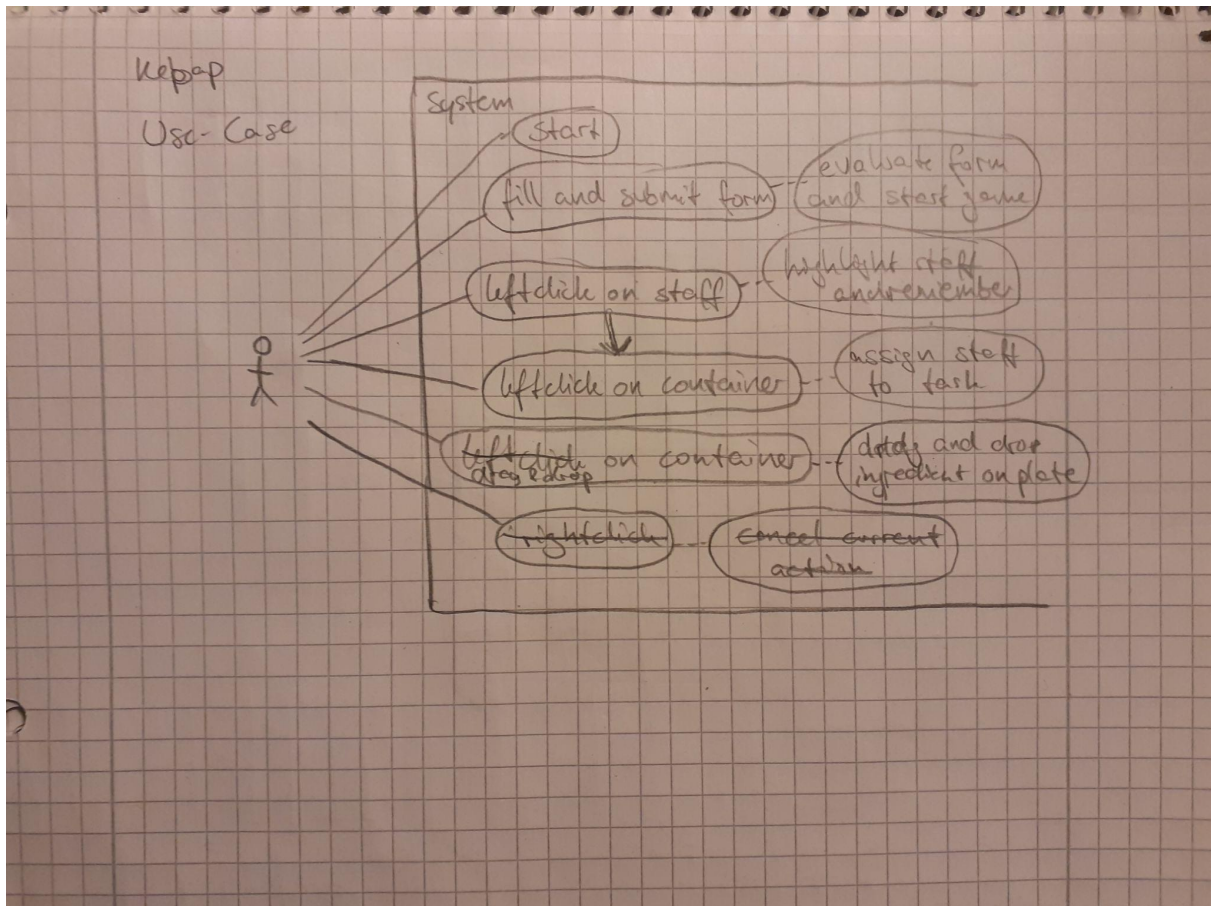 Kebap
Use-Case
System
start
fill and submit form
evaluate form
and start game
leftclick on staff
highlight staff
and remember
leftclick on container
assign staff
to task
leftclick on container
drag & drop
and drop
ingredient on plate
rightclick
cancel current
action